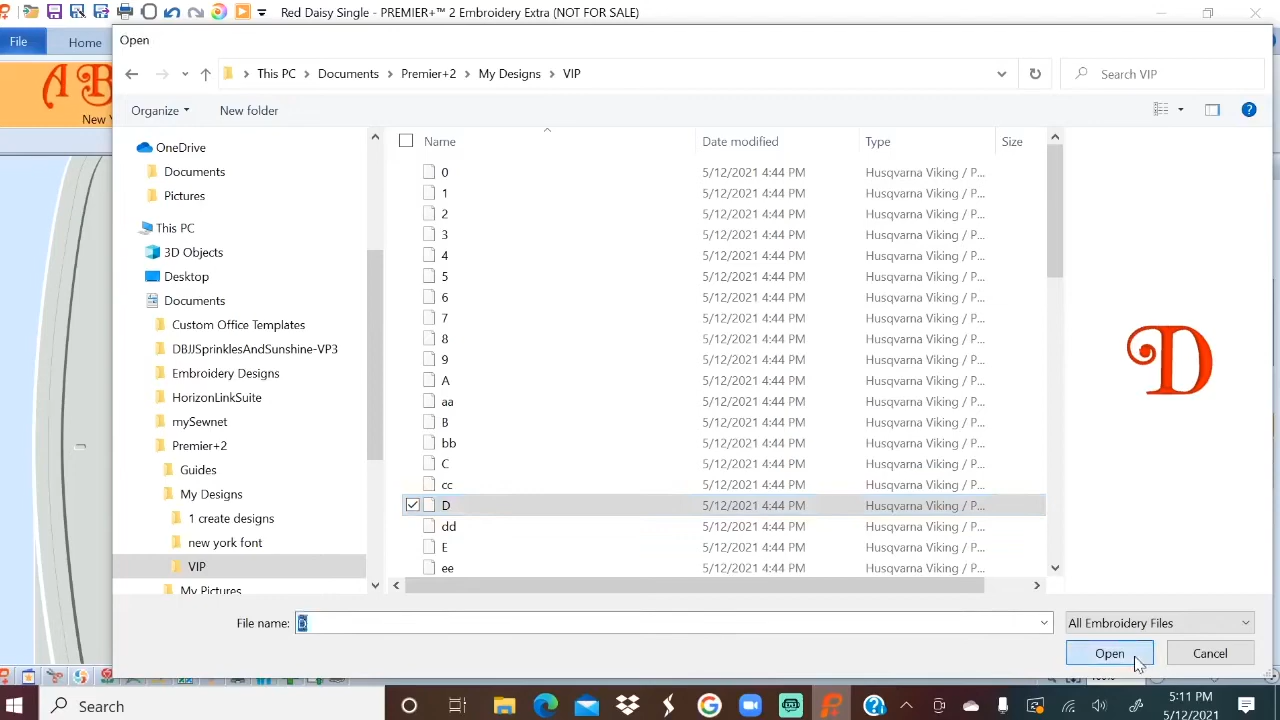 Red Daisy Single - PREMIER+™ 2 Embroidery Extra (NOT FOR SALE)
File
Home
Open
This PC > Documents > Premier+2 > My Designs > VIP
Search VIP
Organize
New folder
A B
New Y
OneDrive
Documents
Pictures
This PC
3D Objects
Desktop
Documents
Custom Office Templates
DBJJSprinklesAndSunshine-VP3
Embroidery Designs
HorizonLinkSuite
mySewnet
Premier+2
Guides
My Designs
1 create designs
new york font
VIP
My Pictures
Name Date modified Type Size
0 5/12/2021 4:44 PM Husqvarna Viking / P...
1 5/12/2021 4:44 PM Husqvarna Viking / P...
2 5/12/2021 4:44 PM Husqvarna Viking / P...
3 5/12/2021 4:44 PM Husqvarna Viking / P...
4 5/12/2021 4:44 PM Husqvarna Viking / P...
5 5/12/2021 4:44 PM Husqvarna Viking / P...
6 5/12/2021 4:44 PM Husqvarna Viking / P...
7 5/12/2021 4:44 PM Husqvarna Viking / P...
8 5/12/2021 4:44 PM Husqvarna Viking / P...
9 5/12/2021 4:44 PM Husqvarna Viking / P...
A 5/12/2021 4:44 PM Husqvarna Viking / P...
aa 5/12/2021 4:44 PM Husqvarna Viking / P...
B 5/12/2021 4:44 PM Husqvarna Viking / P...
bb 5/12/2021 4:44 PM Husqvarna Viking / P...
C 5/12/2021 4:44 PM Husqvarna Viking / P...
cc 5/12/2021 4:44 PM Husqvarna Viking / P...
D 5/12/2021 4:44 PM Husqvarna Viking / P...
dd 5/12/2021 4:44 PM Husqvarna Viking / P...
E 5/12/2021 4:44 PM Husqvarna Viking / P...
ee 5/12/2021 4:44 PM Husqvarna Viking / P...
D
File name: D
All Embroidery Files
Open
Cancel
Search
5:11 PM
5/12/2021